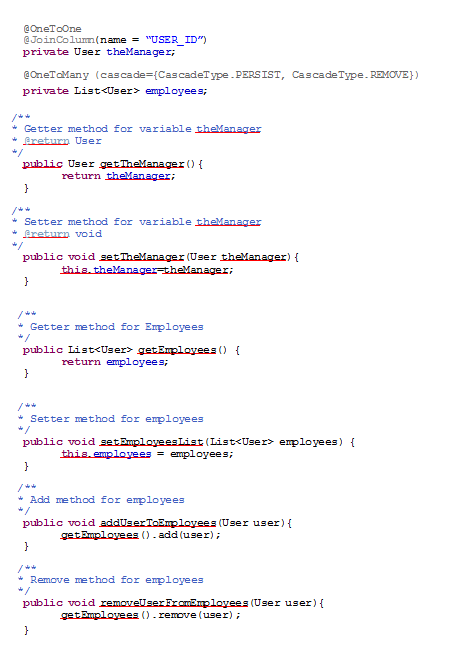 @OneToOne
@JoinColumn(name = “USER_ID”)
private User theManager;
@OneToMany (cascade={CascadeType.PERSIST, CascadeType.REMOVE})
private List<User> employees;
/**
* Getter method for variable theManager
* @return User
*/
public User getTheManager(){
return theManager;
}
/**
* Setter method for variable theManager
* @return void
*/
public void setTheManager(User theManager){
this.theManager=theManager;
}
/**
* Getter method for Employees
*/
public List<User> getEmployees() {
return employees;
}
/**
* Setter method for employees
*/
public void setEmployeesList(List<User> employees) {
this.employees = employees;
}
/**
* Add method for employees
*/
public void addUserToEmployees(User user){
getEmployees().add(user);
}
/**
* Remove method for employees
*/
public void removeUserFromEmployees(User user){
getEmployees().remove(user);
}